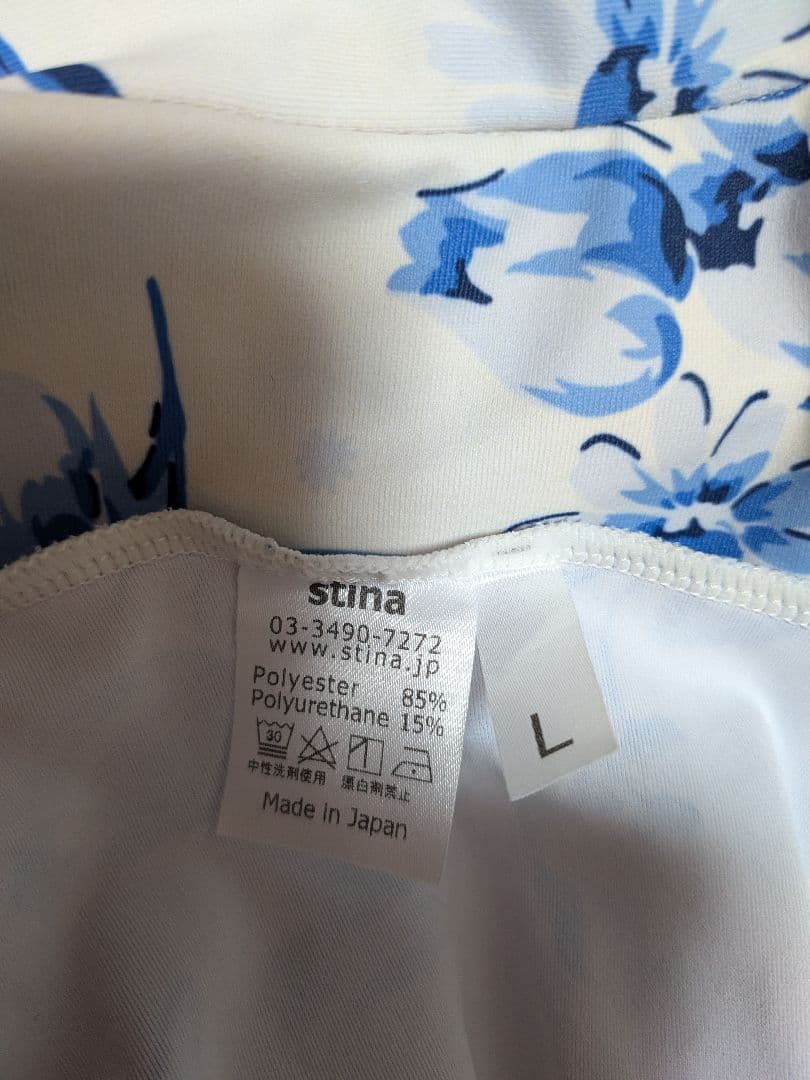 stina
03-3490-7272
www.stina.jp
Polyester 85%
Polyurethane 15%
30
中性洗剤使用 漂白剤禁止
Made in Japan
L